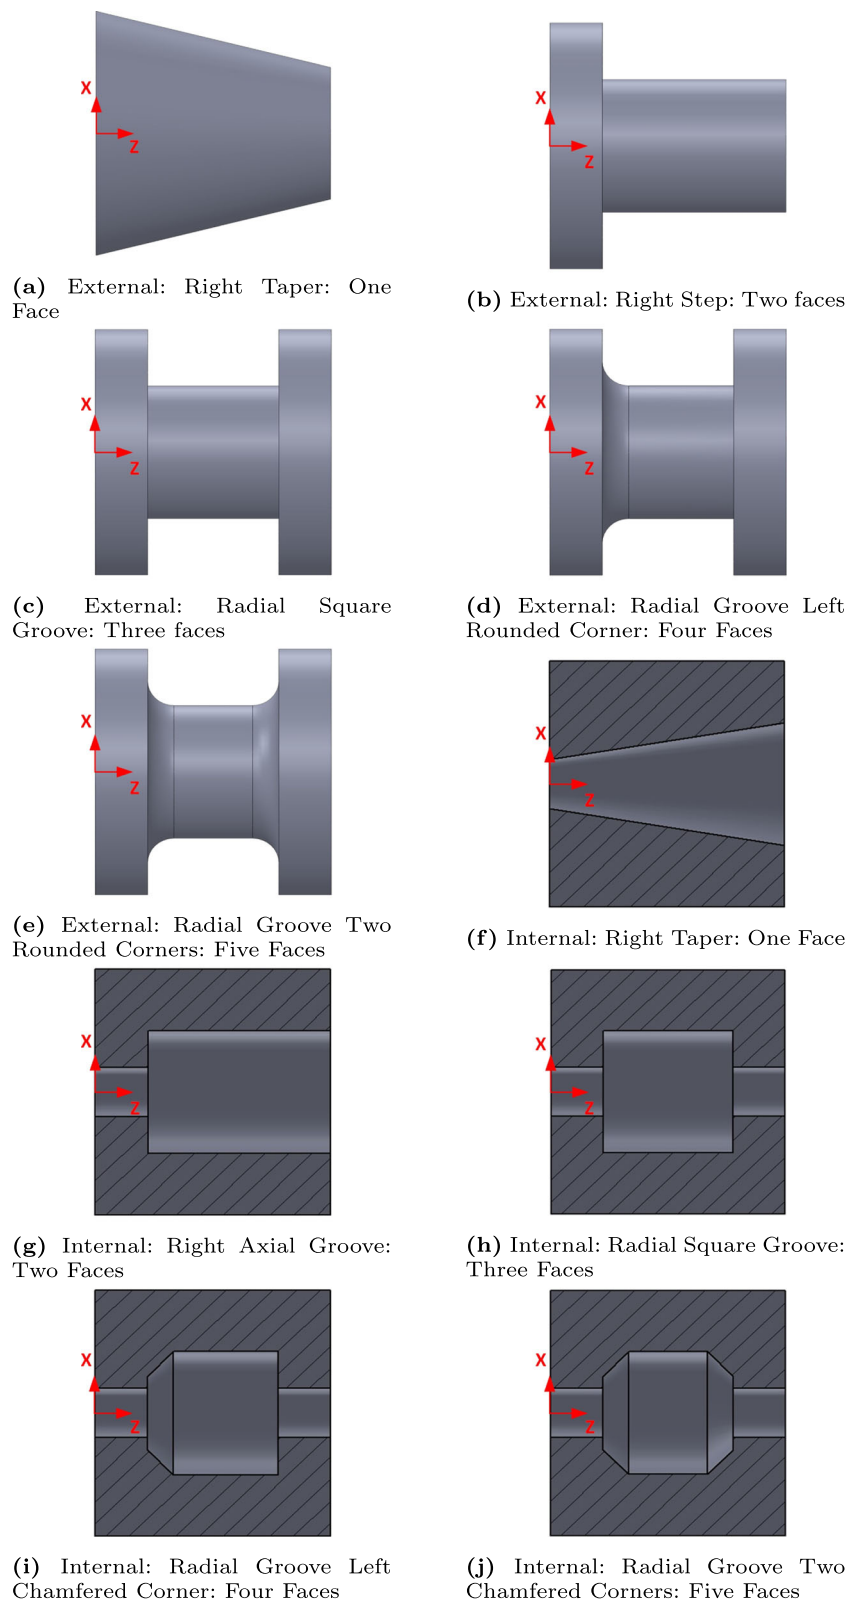 X
Z
(a) External: Right Taper: One
Face
X
Z
(b) External: Right Step: Two faces
X
Z
(c) External: Radial Square
Groove: Three faces
X
Z
(d) External: Radial Groove Left
Rounded Corner: Four Faces
X
Z
(e) External: Radial Groove Two
Rounded Corners: Five Faces
X
Z
(f) Internal: Right Taper: One Face
X
Z
(g) Internal: Right Axial Groove:
Two Faces
X
Z
(h) Internal: Radial Square Groove:
Three Faces
X
Z
(i) Internal: Radial Groove Left
Chamfered Corner: Four Faces
X
Z
(j) Internal: Radial Groove Two
Chamfered Corners: Five Faces